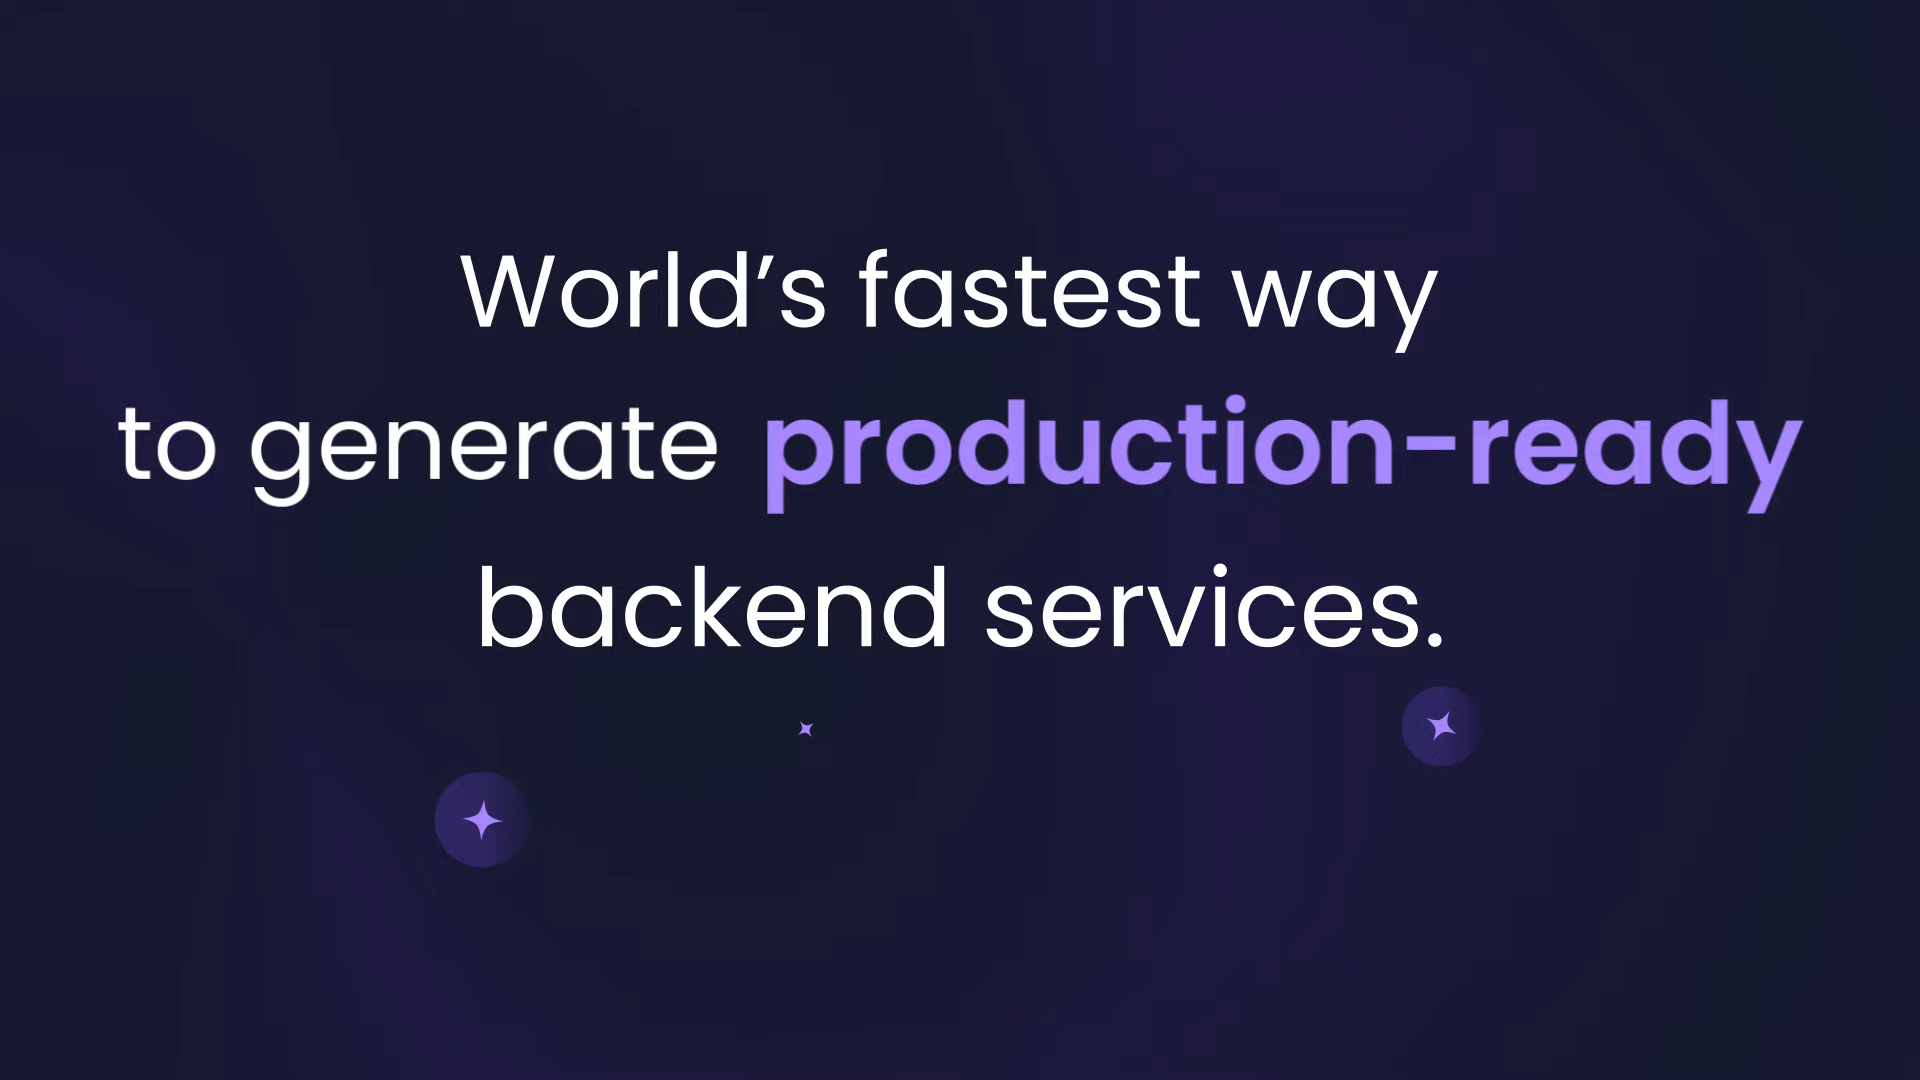 World’s fastest way
to generate production-ready
backend services.